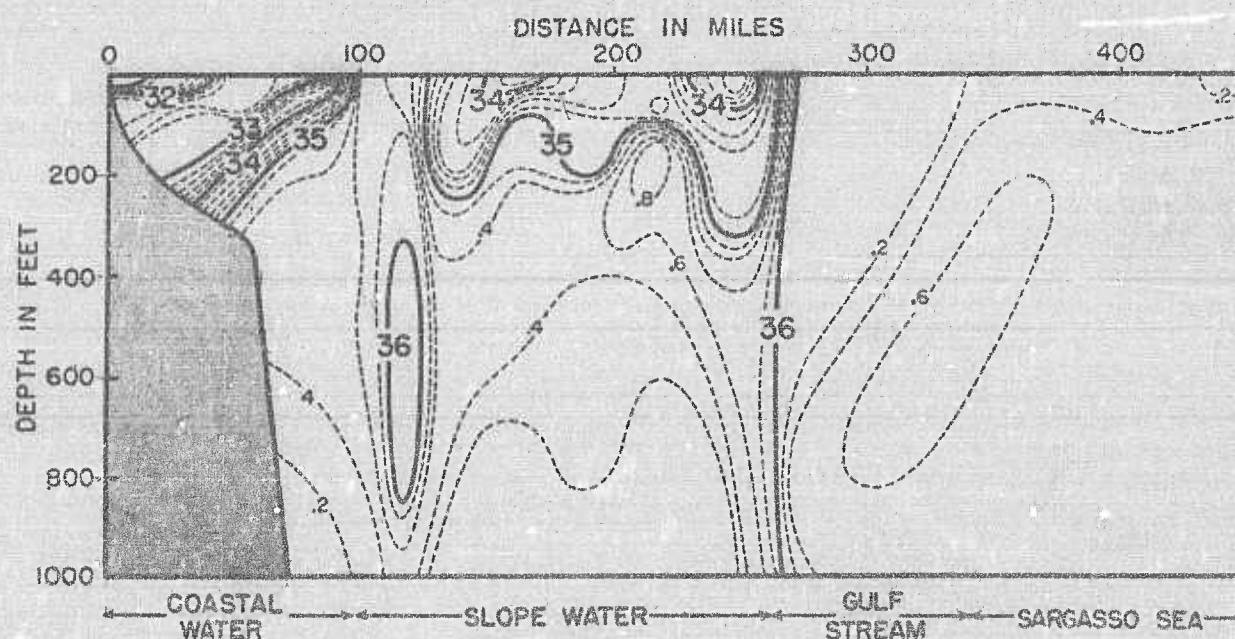 DISTANCE IN MILES
0 100 200 300 400
32 33 34 35
34 35 34
.2 .4
200
.8
.2
.4 .6
400
36 .4 36 .6
DEPTH IN FEET
600
.4
800
.2
1000
COASTAL WATER
SLOPE WATER
GULF STREAM
SARGASSO SEA